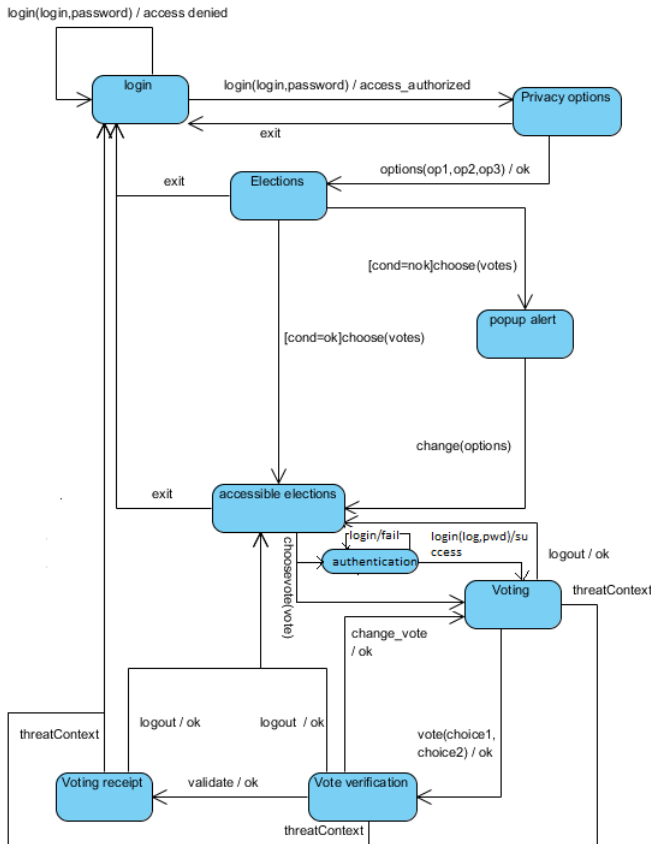 login(login,password) / access denied
login
login(login,password) / access_authorized
Privacy options
exit
options(op1,op2,op3) / ok
exit
Elections
[cond=nok]choose(votes)
popup alert
[cond=ok]choose(votes)
change(options)
exit
accessible elections
login/fail
login(log,pwd)/su
ccess
logout / ok
authentication
choosevote(vote)
Voting
threatContext
change_vote
/ ok
logout / ok
logout / ok
vote(choice1,
choice2) / ok
threatContext
Voting receipt
validate / ok
Vote verification
threatContext